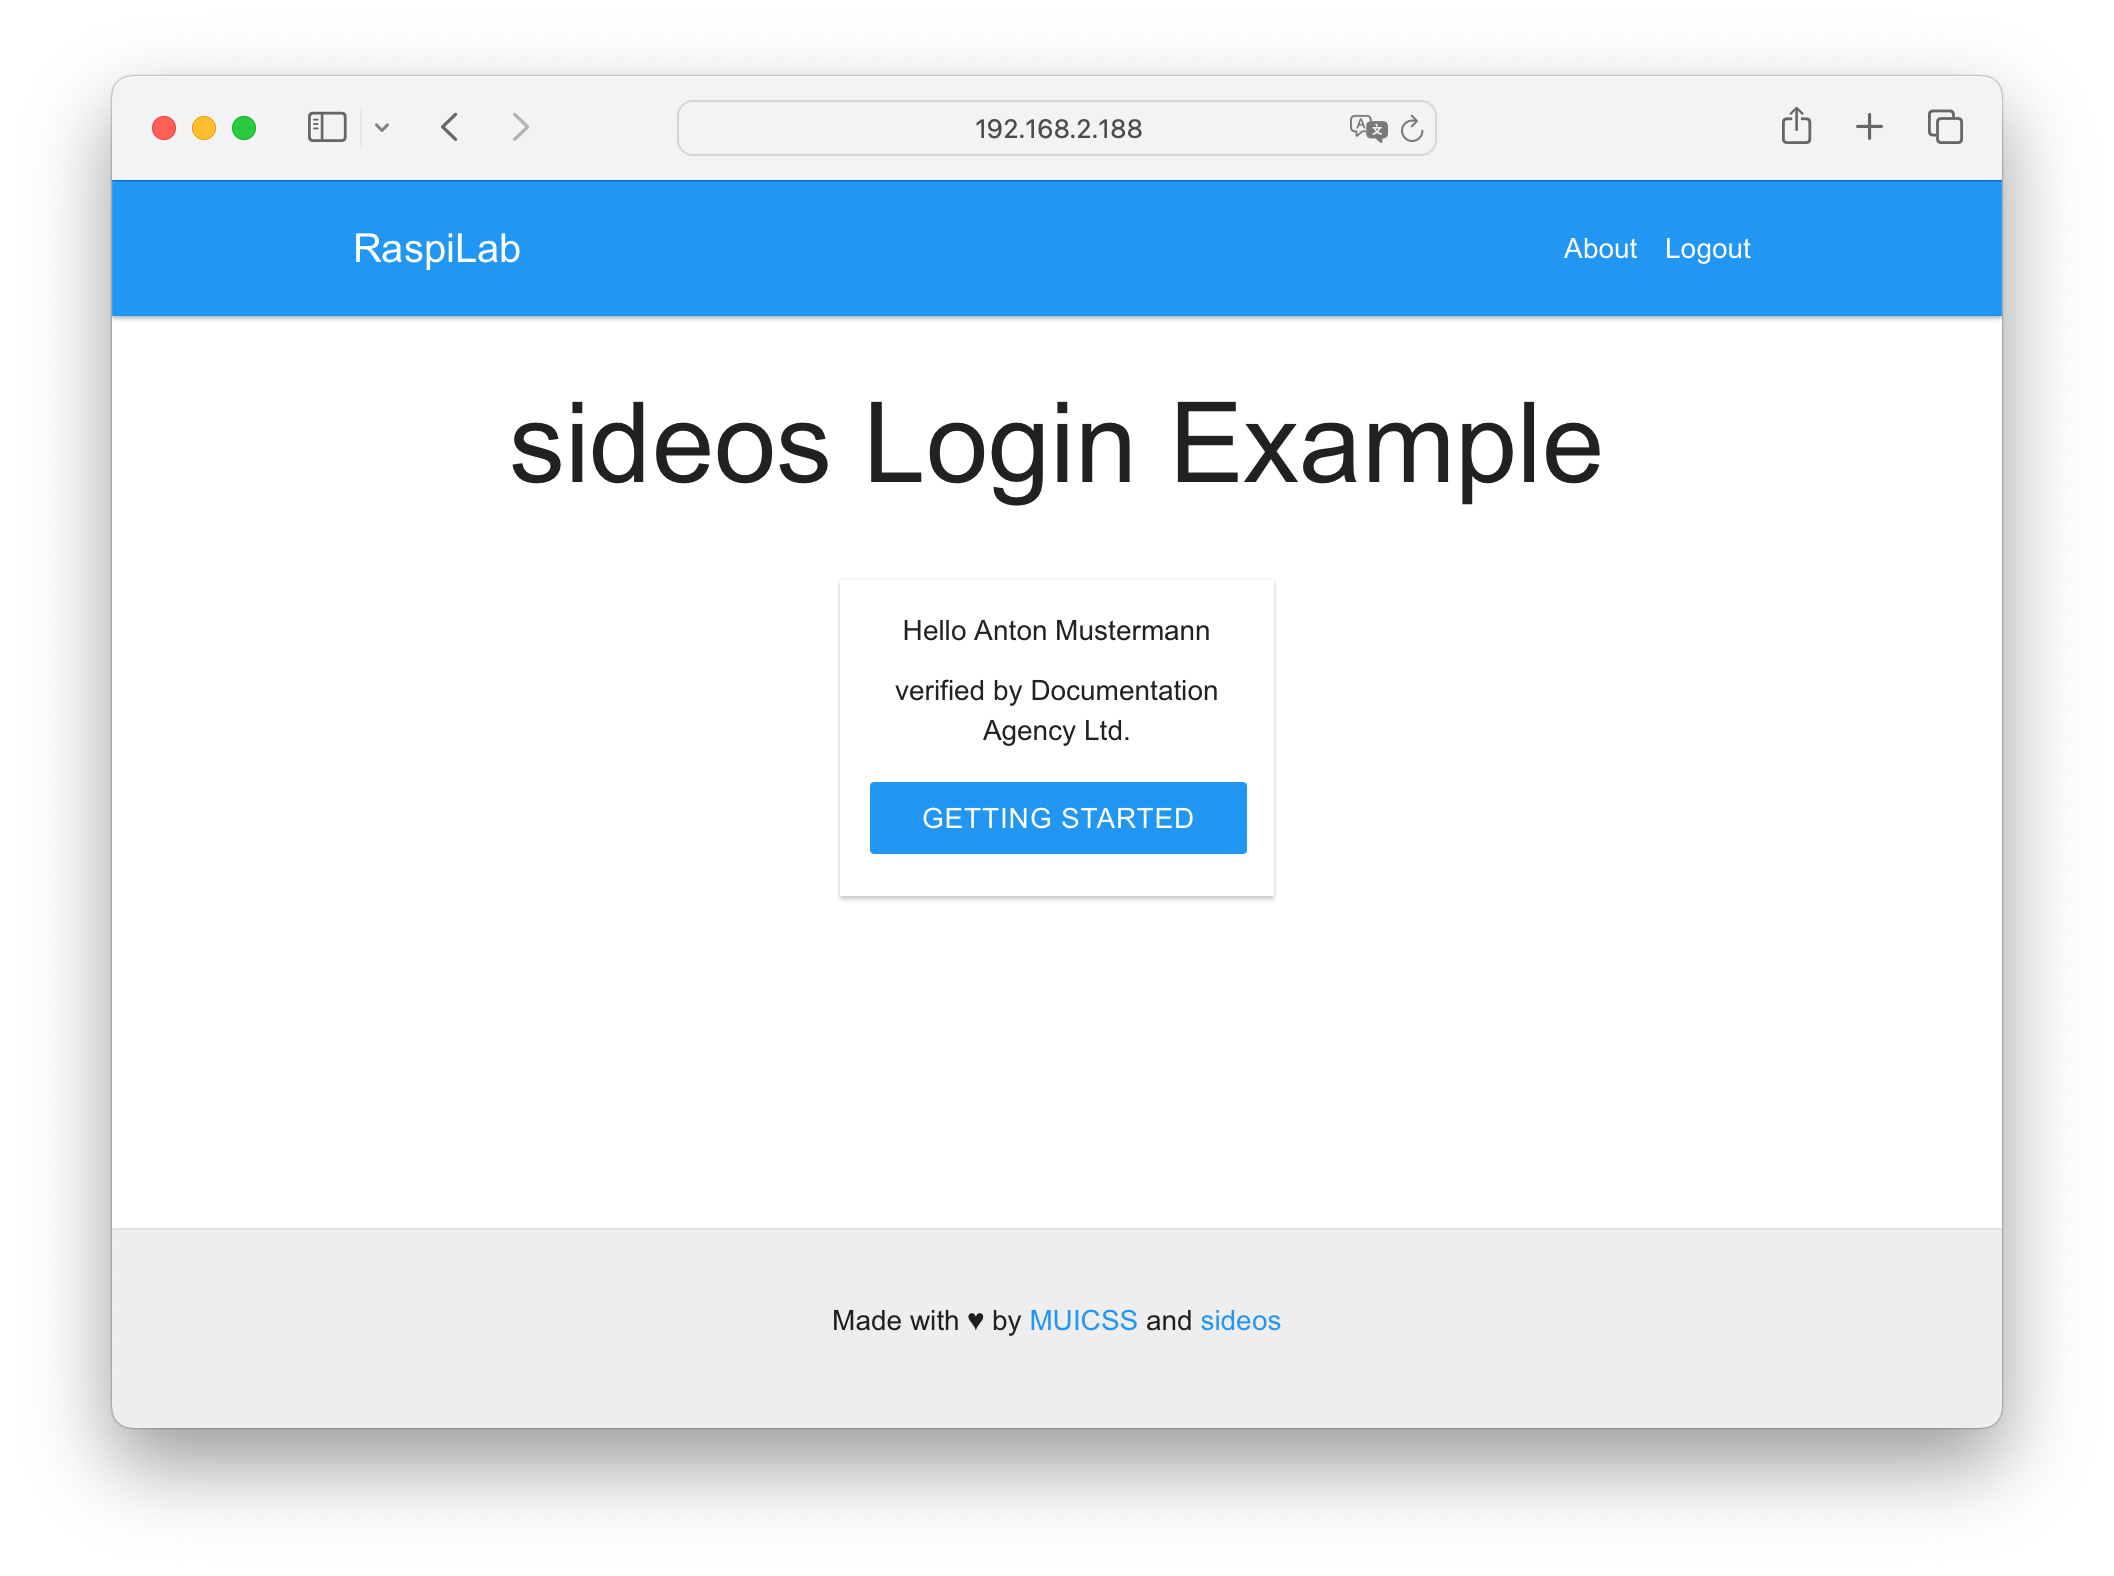 192.168.2.188
RaspiLab
About Logout
sideos Login Example
Hello Anton Mustermann
verified by Documentation
Agency Ltd.
GETTING STARTED
Made with ♥ by MUICSS and sideos